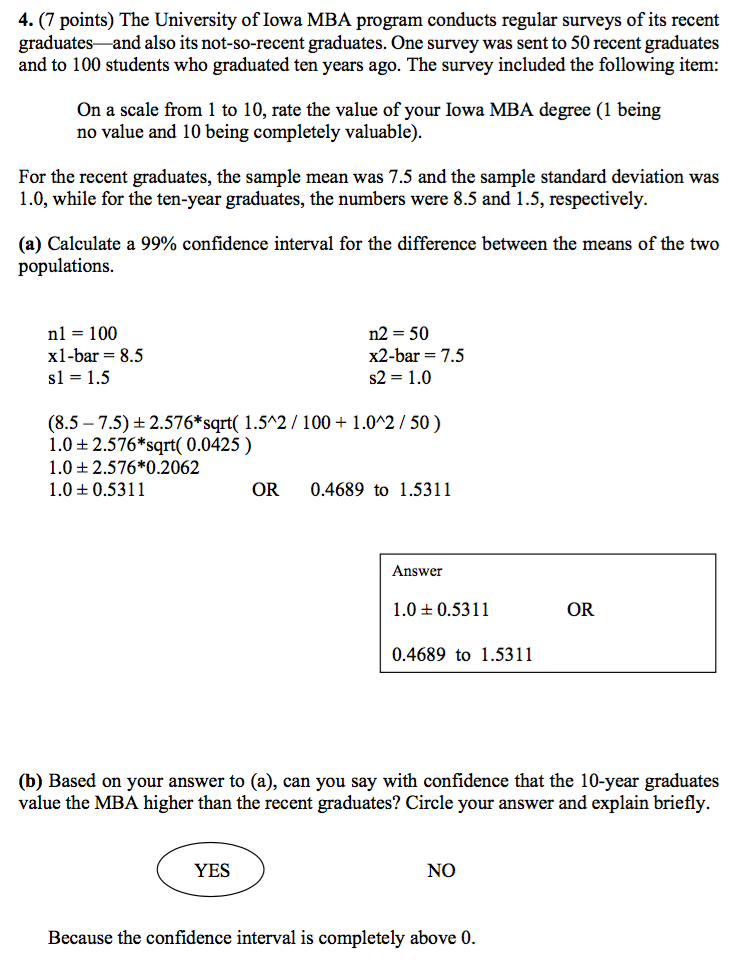 4. (7 points) The University of Iowa MBA program conducts regular surveys of its recent
graduates—and also its not-so-recent graduates. One survey was sent to 50 recent graduates
and to 100 students who graduated ten years ago. The survey included the following item:
On a scale from 1 to 10, rate the value of your Iowa MBA degree (1 being
no value and 10 being completely valuable).
For the recent graduates, the sample mean was 7.5 and the sample standard deviation was
1.0, while for the ten-year graduates, the numbers were 8.5 and 1.5, respectively.
(a) Calculate a 99% confidence interval for the difference between the means of the two
populations.
n1 = 100
x1-bar = 8.5
s1 = 1.5
n2 = 50
x2-bar = 7.5
s2 = 1.0
(8.5 – 7.5) ± 2.576*sqrt( 1.5^2 / 100 + 1.0^2 / 50 )
1.0 ± 2.576*sqrt( 0.0425 )
1.0 ± 2.576*0.2062
1.0 ± 0.5311 OR 0.4689 to 1.5311
Answer
1.0 ± 0.5311 OR
0.4689 to 1.5311
(b) Based on your answer to (a), can you say with confidence that the 10-year graduates
value the MBA higher than the recent graduates? Circle your answer and explain briefly.
YES NO
Because the confidence interval is completely above 0.